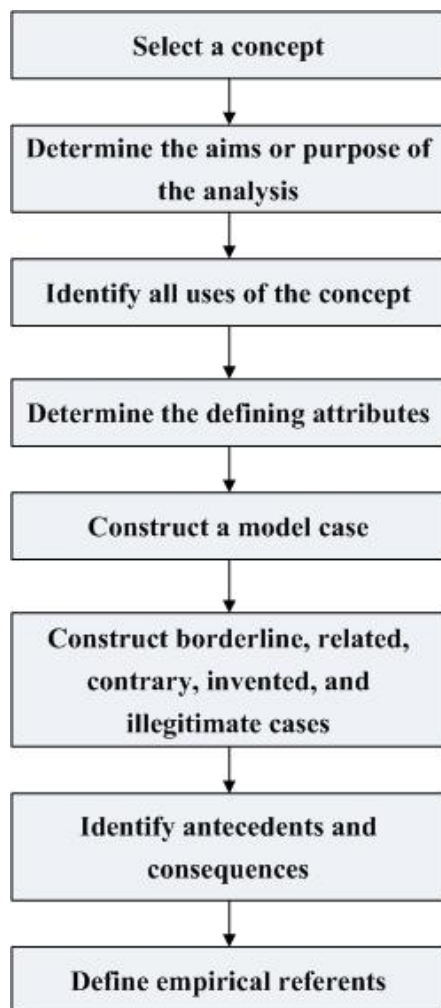 Select a concept
Determine the aims or purpose of
the analysis
Identify all uses of the concept
Determine the defining attributes
Construct a model case
Construct borderline, related,
contrary, invented, and
illegitimate cases
Identify antecedents and
consequences
Define empirical referents